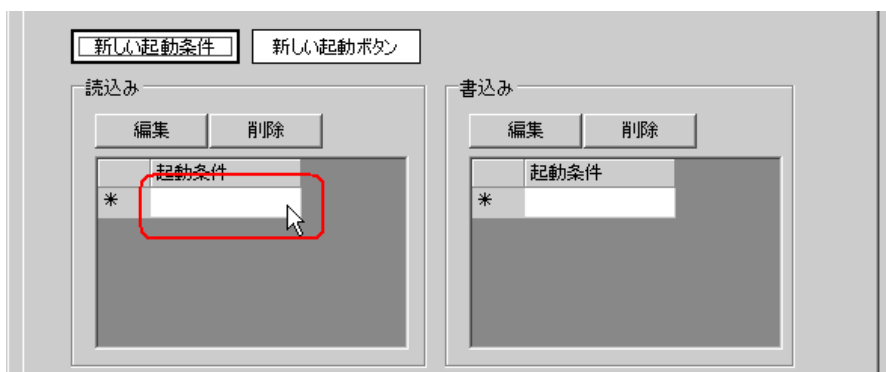 新しい起動条件 新しい起動ボタン
読込み 書込み
編集 削除 編集 削除
起動条件 起動条件
* *